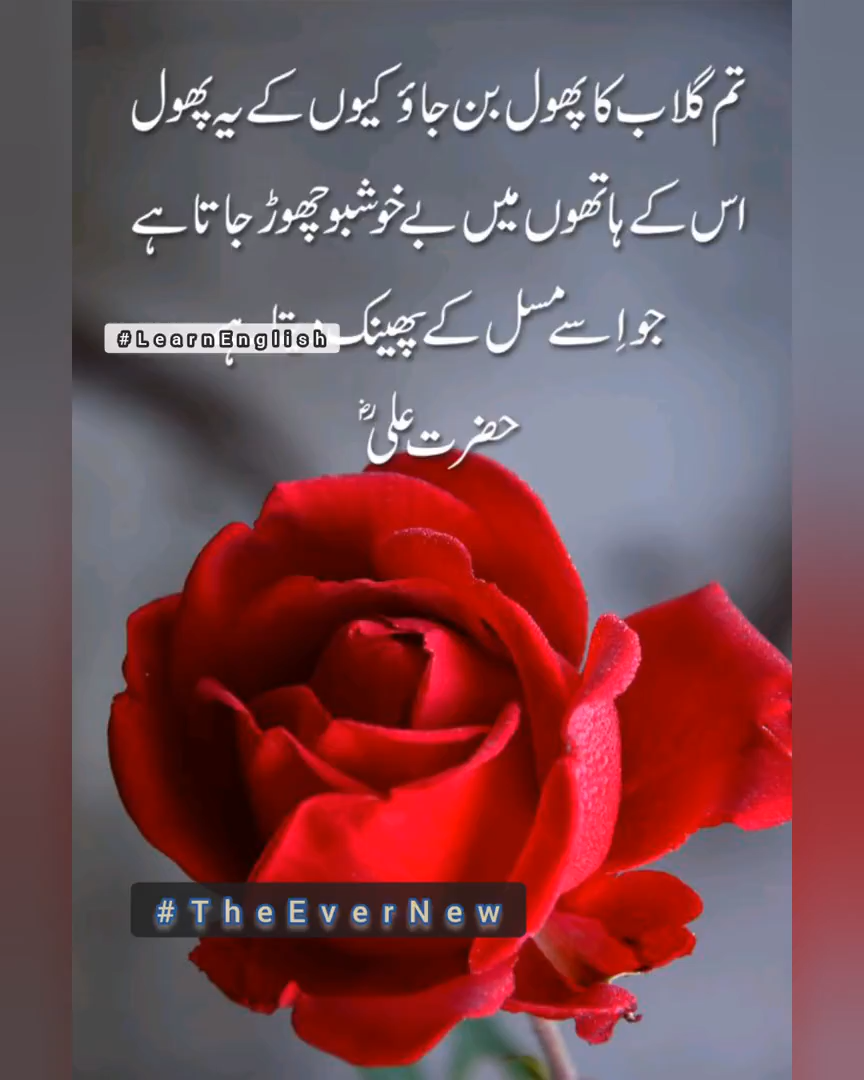 تم گلاب کا پھول بن جاؤ کیوں کے یہ پھول
اس کے ہاتھوں میں بے خوشبو چھوڑ جاتا ہے
جو اِسے مسل کے پھینک
#LearnEnglish
حضرت علیؓ
#TheEverNew